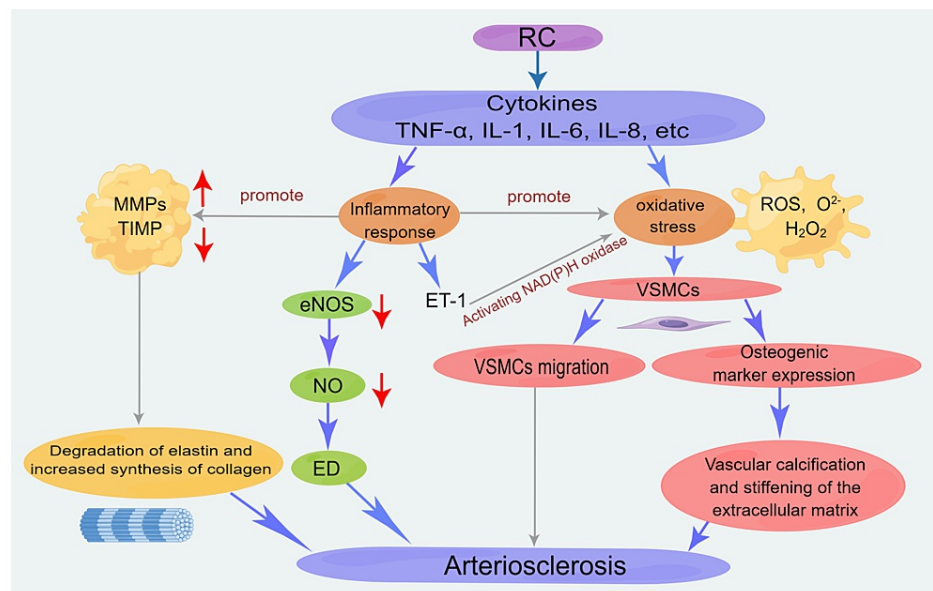 RC
Cytokines
TNF-α, IL-1, IL-6, IL-8, etc
promote
promote
MMPs
TIMP
Inflammatory
response
oxidative
stress
ROS, O²⁻,
H₂O₂
Activating NAD(P)H oxidase
eNOS
ET-1
VSMCs
VSMCs migration
Osteogenic
marker expression
NO
Degradation of elastin and
increased synthesis of collagen
ED
Vascular calcification
and stiffening of the
extracellular matrix
Arteriosclerosis